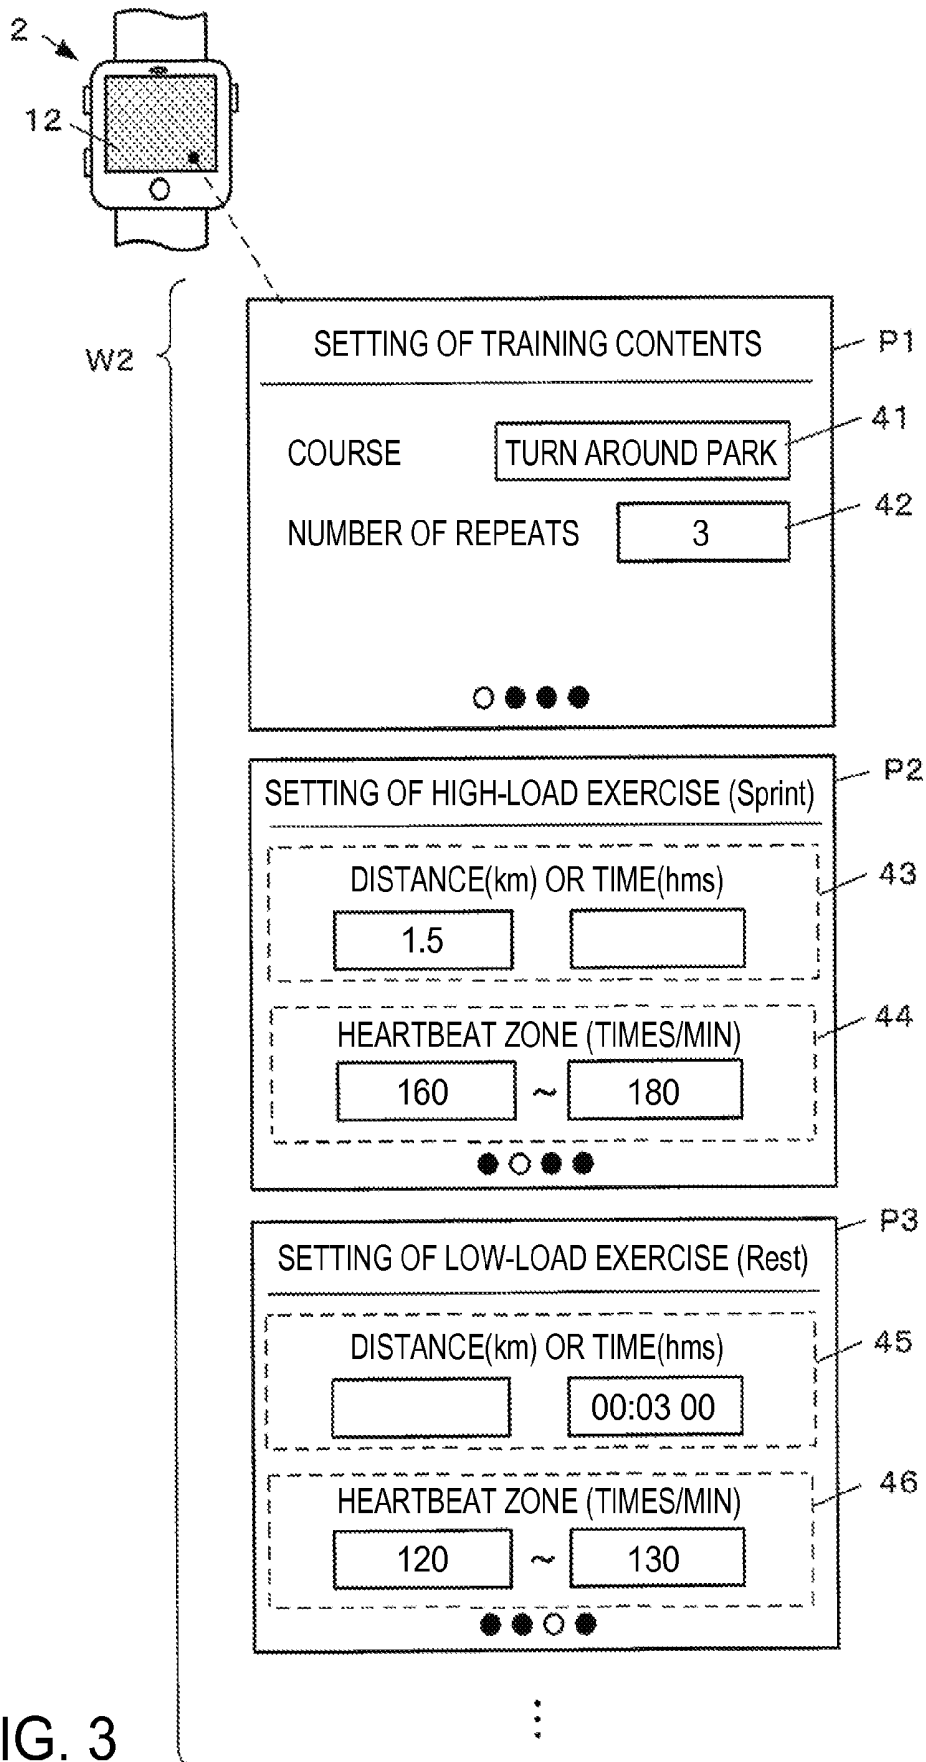 2
12
W2
SETTING OF TRAINING CONTENTS
P1
COURSE
TURN AROUND PARK
41
NUMBER OF REPEATS
3
42
SETTING OF HIGH-LOAD EXERCISE (Sprint)
P2
DISTANCE(km) OR TIME(hms)
43
1.5
HEARTBEAT ZONE (TIMES/MIN)
44
160 ~ 180
SETTING OF LOW-LOAD EXERCISE (Rest)
P3
DISTANCE(km) OR TIME(hms)
45
00:03 00
HEARTBEAT ZONE (TIMES/MIN)
46
120 ~ 130
IG. 3